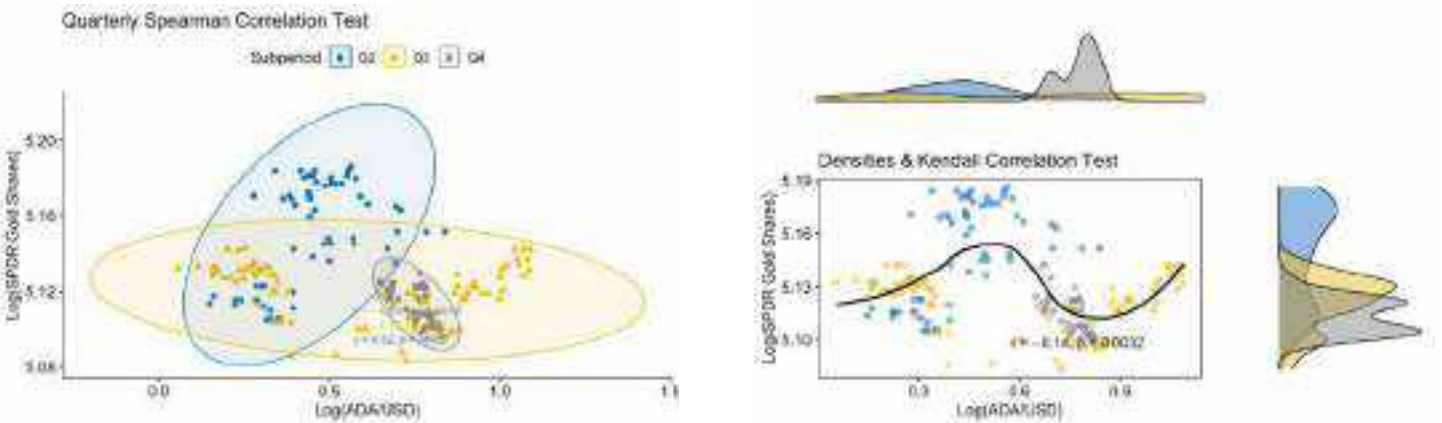 Quarterly Spearman Correlation Test
Subperiod Q2 Q3 Q4
Log(SPDR Gold Shares)
5.20
5.16
5.12
5.08
0.0 0.5 1.0
Log(ADA/USD)
Densities & Kendall Correlation Test
Log(SPDR Gold Shares)
5.19
5.16
5.13
5.10
0.3 0.6 0.9
Log(ADA/USD)